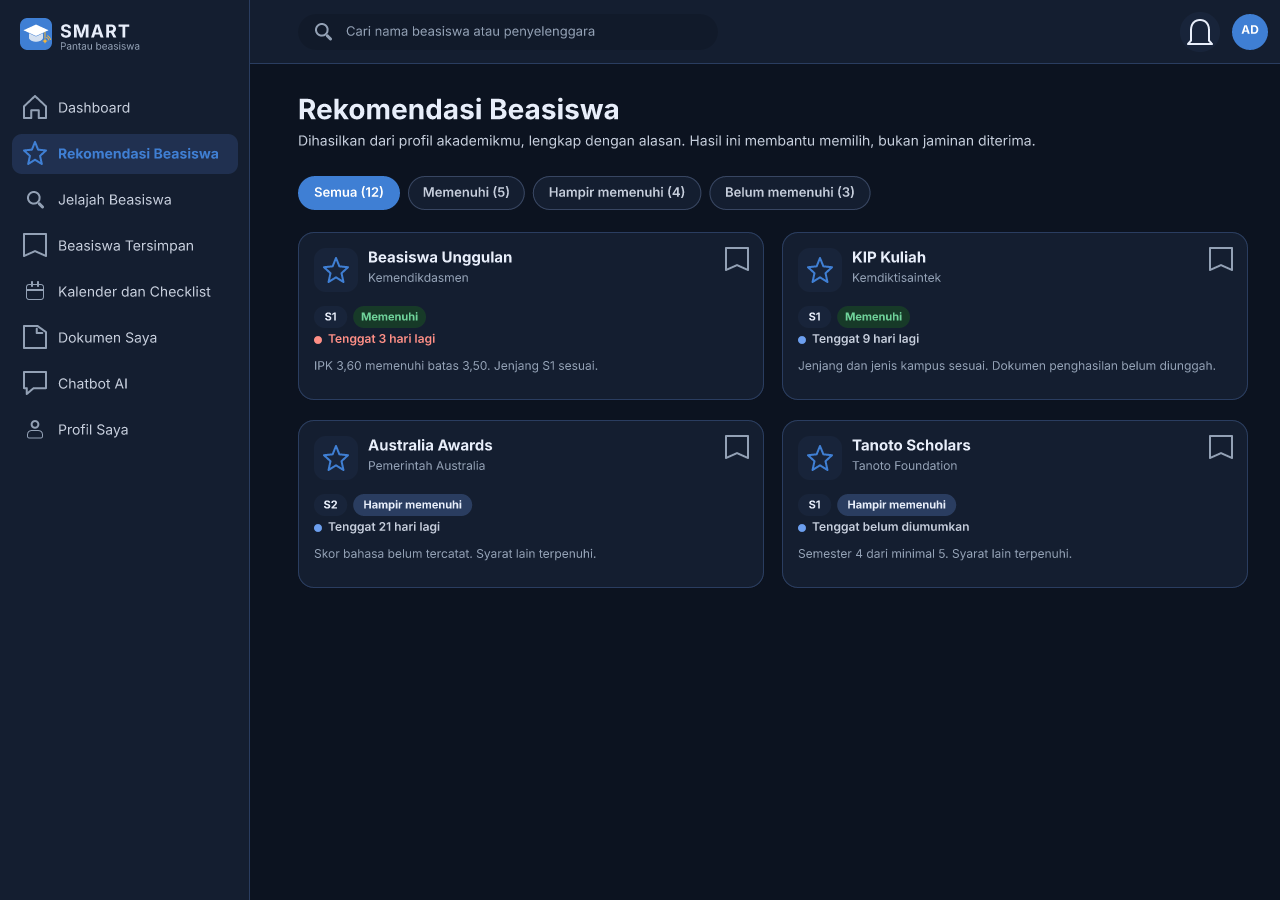 SMART
Pantau beasiswa
Cari nama beasiswa atau penyelenggara
AD
Dashboard
Rekomendasi Beasiswa
Jelajah Beasiswa
Beasiswa Tersimpan
Kalender dan Checklist
Dokumen Saya
Chatbot AI
Profil Saya
Rekomendasi Beasiswa
Dihasilkan dari profil akademikmu, lengkap dengan alasan. Hasil ini membantu memilih, bukan jaminan diterima.
Semua (12)
Memenuhi (5)
Hampir memenuhi (4)
Belum memenuhi (3)
Beasiswa Unggulan
Kemendikdasmen
S1
Memenuhi
Tenggat 3 hari lagi
IPK 3,60 memenuhi batas 3,50. Jenjang S1 sesuai.
KIP Kuliah
Kemdiktisaintek
S1
Memenuhi
Tenggat 9 hari lagi
Jenjang dan jenis kampus sesuai. Dokumen penghasilan belum diunggah.
Australia Awards
Pemerintah Australia
S2
Hampir memenuhi
Tenggat 21 hari lagi
Skor bahasa belum tercatat. Syarat lain terpenuhi.
Tanoto Scholars
Tanoto Foundation
S1
Hampir memenuhi
Tenggat belum diumumkan
Semester 4 dari minimal 5. Syarat lain terpenuhi.